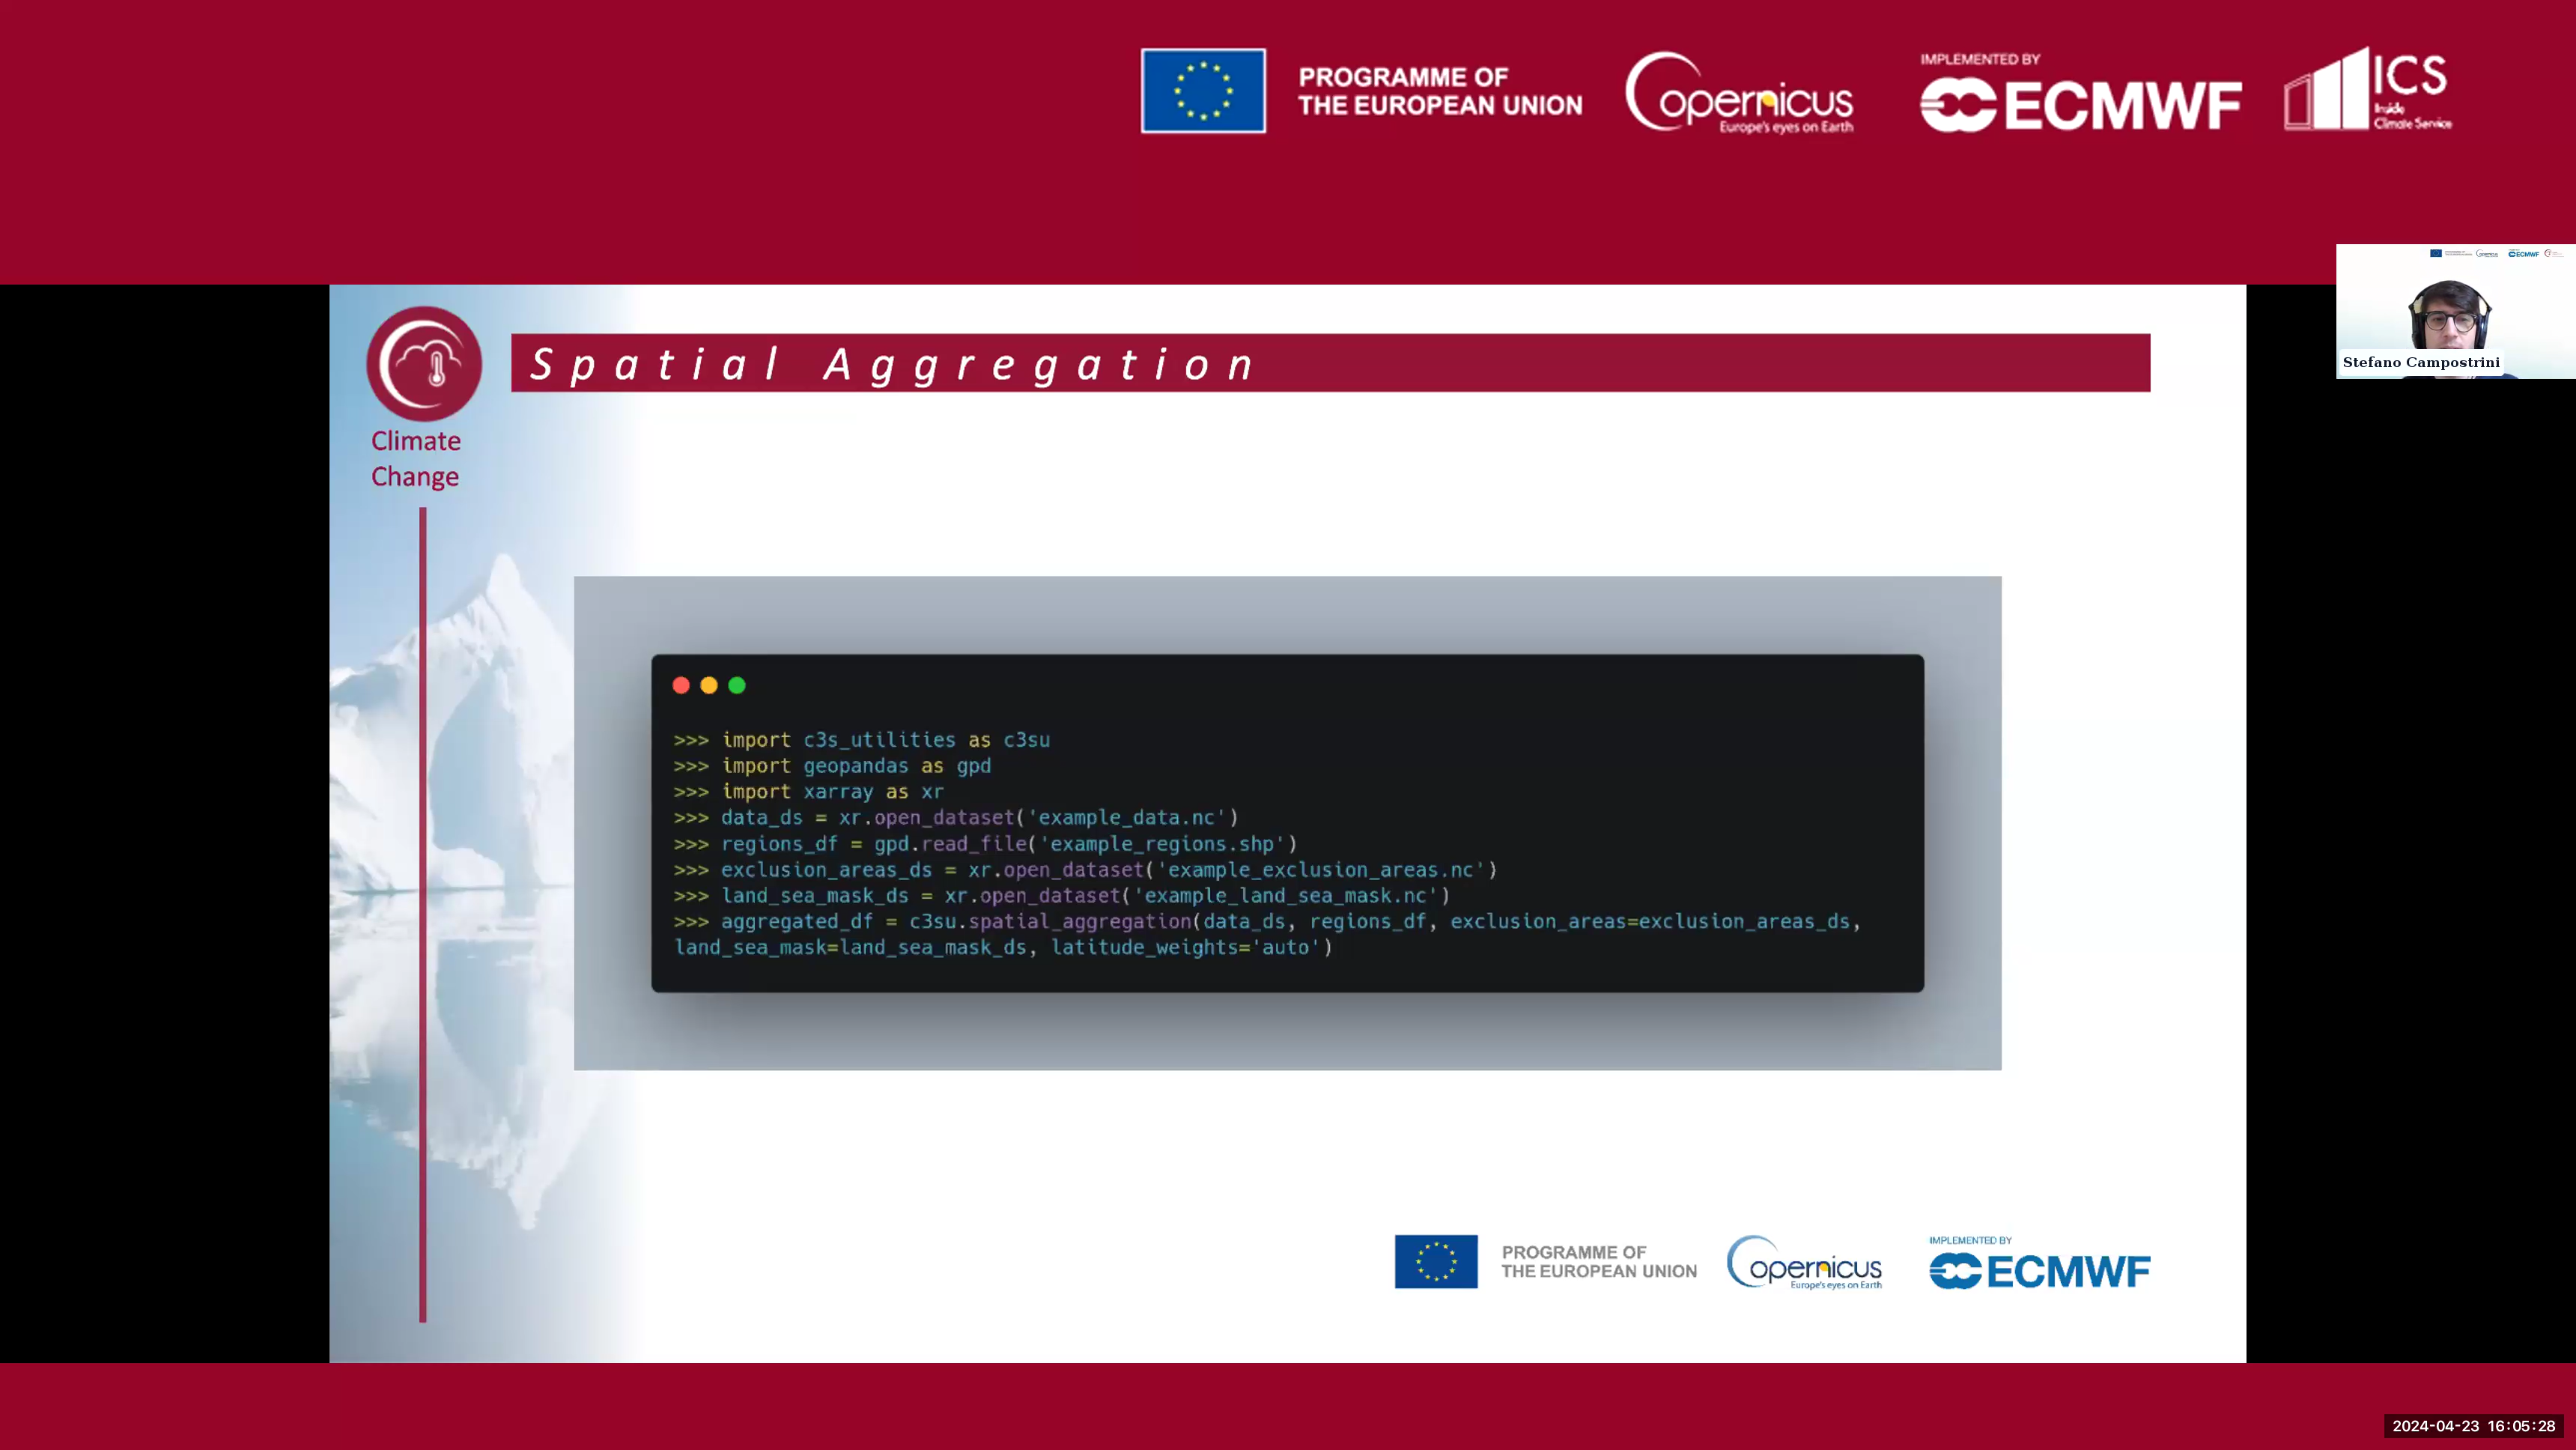 PROGRAMME OF
THE EUROPEAN UNION
Copernicus
Europe's eyes on Earth
IMPLEMENTED BY
ECMWF
ICS
Inside
Climate Service
ECMWF
Stefano Campostrini
Spatial Aggregation
Climate
Change
>>> import c3s_utilities as c3su
>>> import geopandas as gpd
>>> import xarray as xr
>>> data_ds = xr.open_dataset('example_data.nc')
>>> regions_df = gpd.read_file('example_regions.shp')
>>> exclusion_areas_ds = xr.open_dataset('example_exclusion_areas.nc')
>>> land_sea_mask_ds = xr.open_dataset('example_land_sea_mask.nc')
>>> aggregated_df = c3su.spatial_aggregation(data_ds, regions_df, exclusion_areas=exclusion_areas_ds,
land_sea_mask=land_sea_mask_ds, latitude_weights='auto')
PROGRAMME OF
THE EUROPEAN UNION
Copernicus
Europe's eyes on Earth
IMPLEMENTED BY
ECMWF
2024-04-23 16:05:28